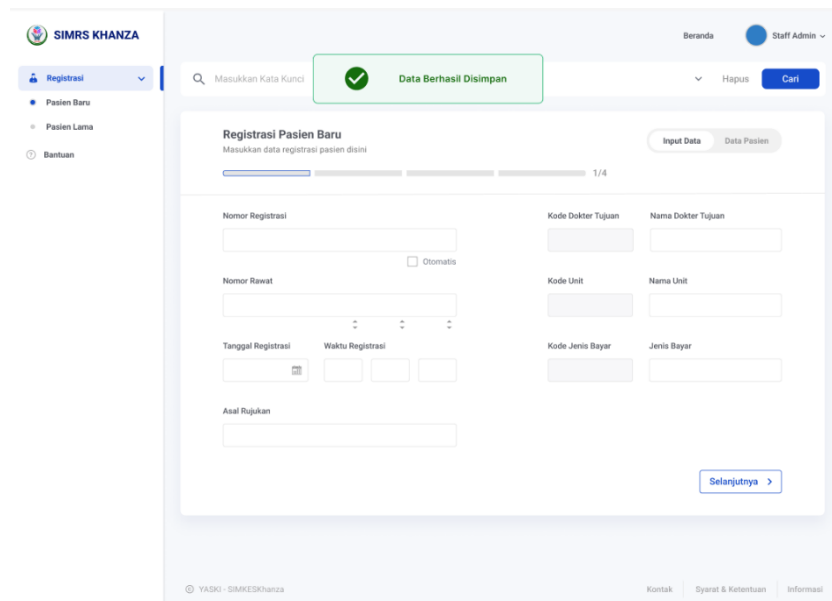 SIMRS KHANZA
Beranda
Staff Admin
Registrasi
Pasien Baru
Pasien Lama
Bantuan
Masukkan Kata Kunci
Data Berhasil Disimpan
Hapus
Cari
Registrasi Pasien Baru
Masukkan data registrasi pasien disini
Input Data
Data Pasien
1/4
Nomor Registrasi
Kode Dokter Tujuan
Nama Dokter Tujuan
Otomatis
Nomor Rawat
Kode Unit
Nama Unit
Tanggal Registrasi
Waktu Registrasi
Kode Jenis Bayar
Jenis Bayar
Asal Rujukan
Selanjutnya
© YASKI - SIMKESKhanza
Kontak
Syarat & Ketentuan
Informasi